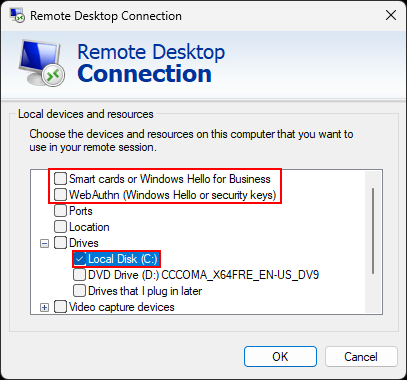 Remote Desktop Connection
Remote Desktop
Connection
Local devices and resources
Choose the devices and resources on this computer that you want to
use in your remote session.
Smart cards or Windows Hello for Business
WebAuthn (Windows Hello or security keys)
Ports
Location
Drives
Local Disk (C:)
DVD Drive (D:) CCCOMA_X64FRE_EN-US_DV9
Drives that I plug in later
Video capture devices
OK
Cancel